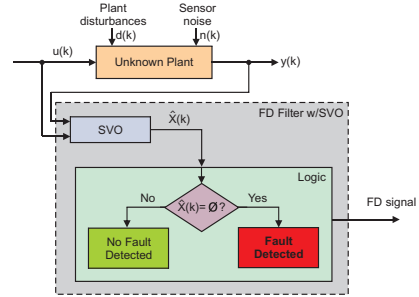 Plant
disturbances
Sensor
noise
d(k)
n(k)
u(k)
Unknown Plant
y(k)
FD Filter w/SVO
SVO
X̂(k)
Logic
No
X̂(k)= Ø ?
Yes
FD signal
No Fault
Detected
Fault
Detected